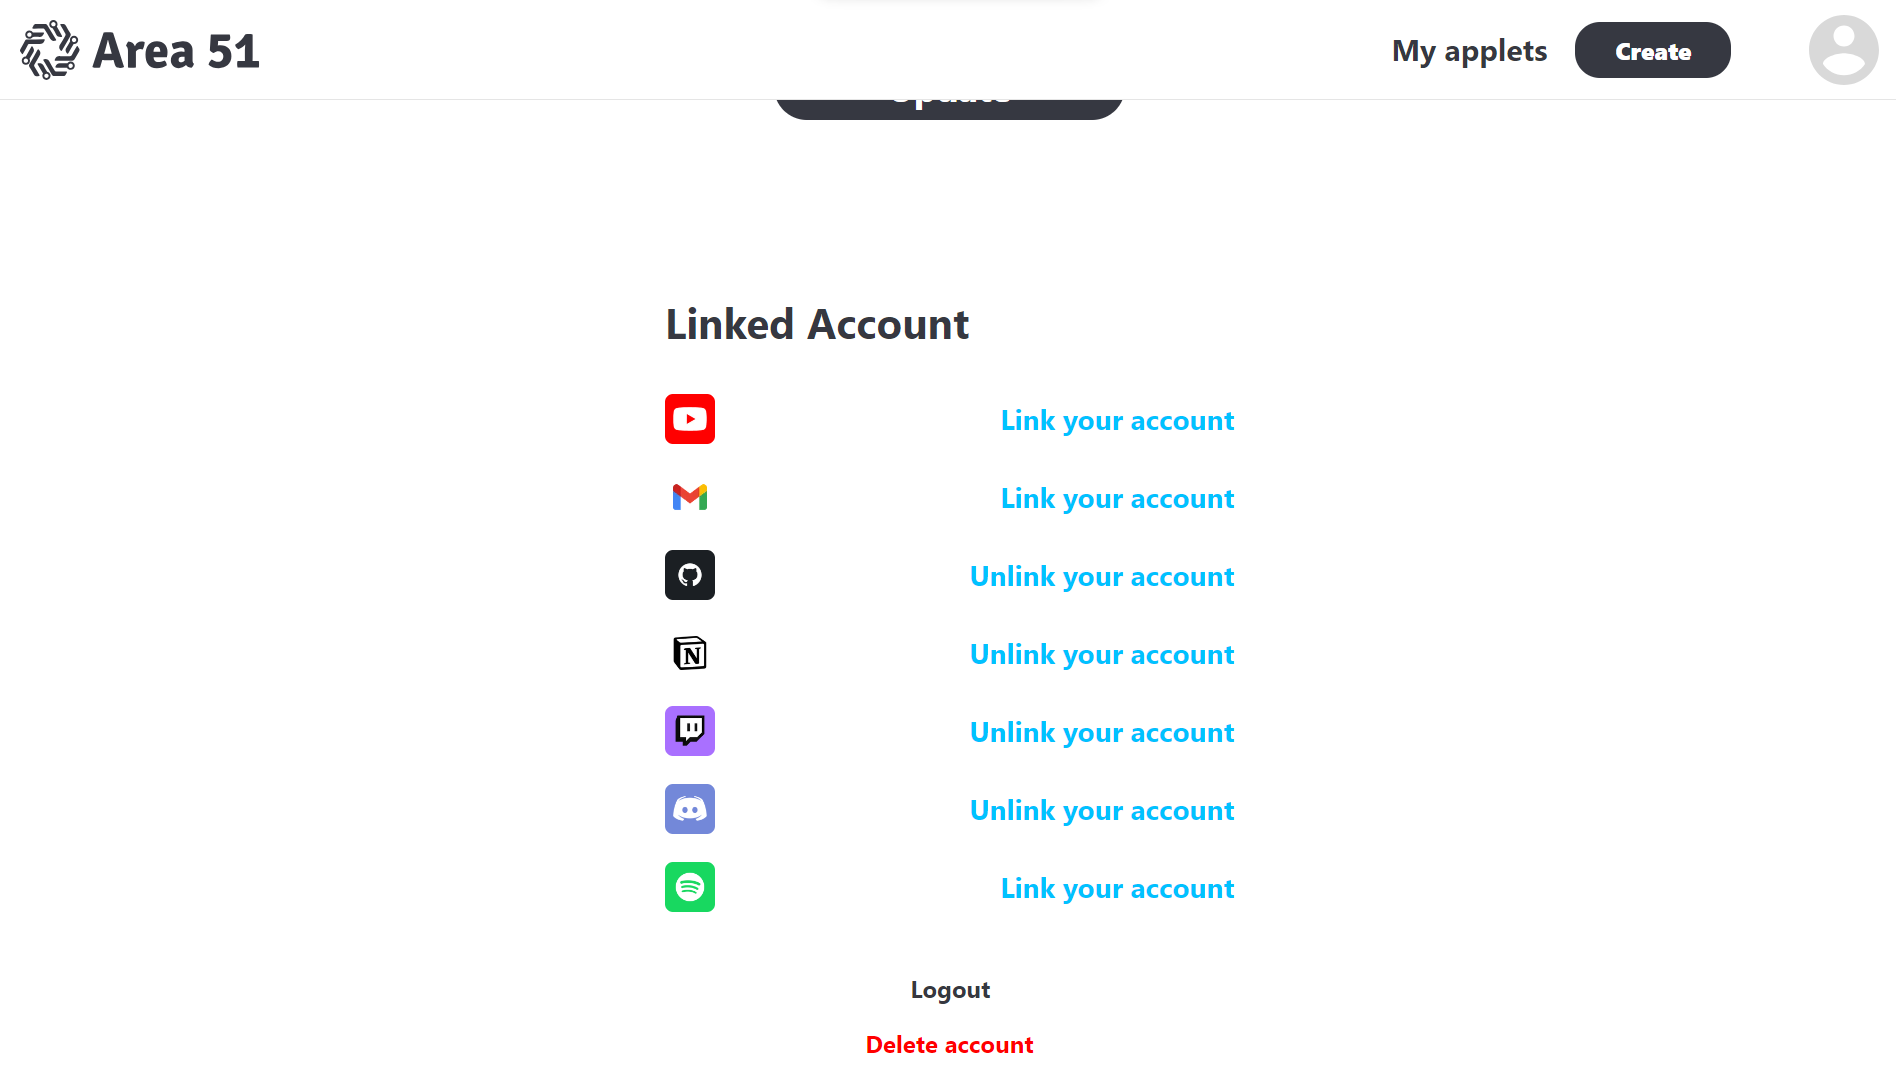 Area 51
My applets
Create
Update
Linked Account
Link your account
Link your account
Unlink your account
N
Unlink your account
Unlink your account
Unlink your account
Link your account
Logout
Delete account